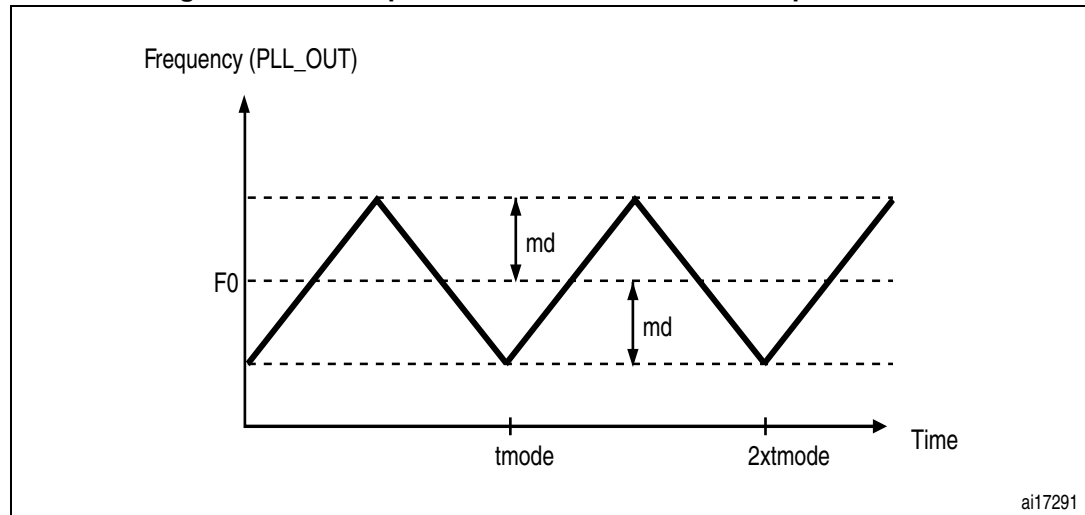 Frequency (PLL_OUT)
md
F0
md
tmode
2xtmode
Time
ai17291